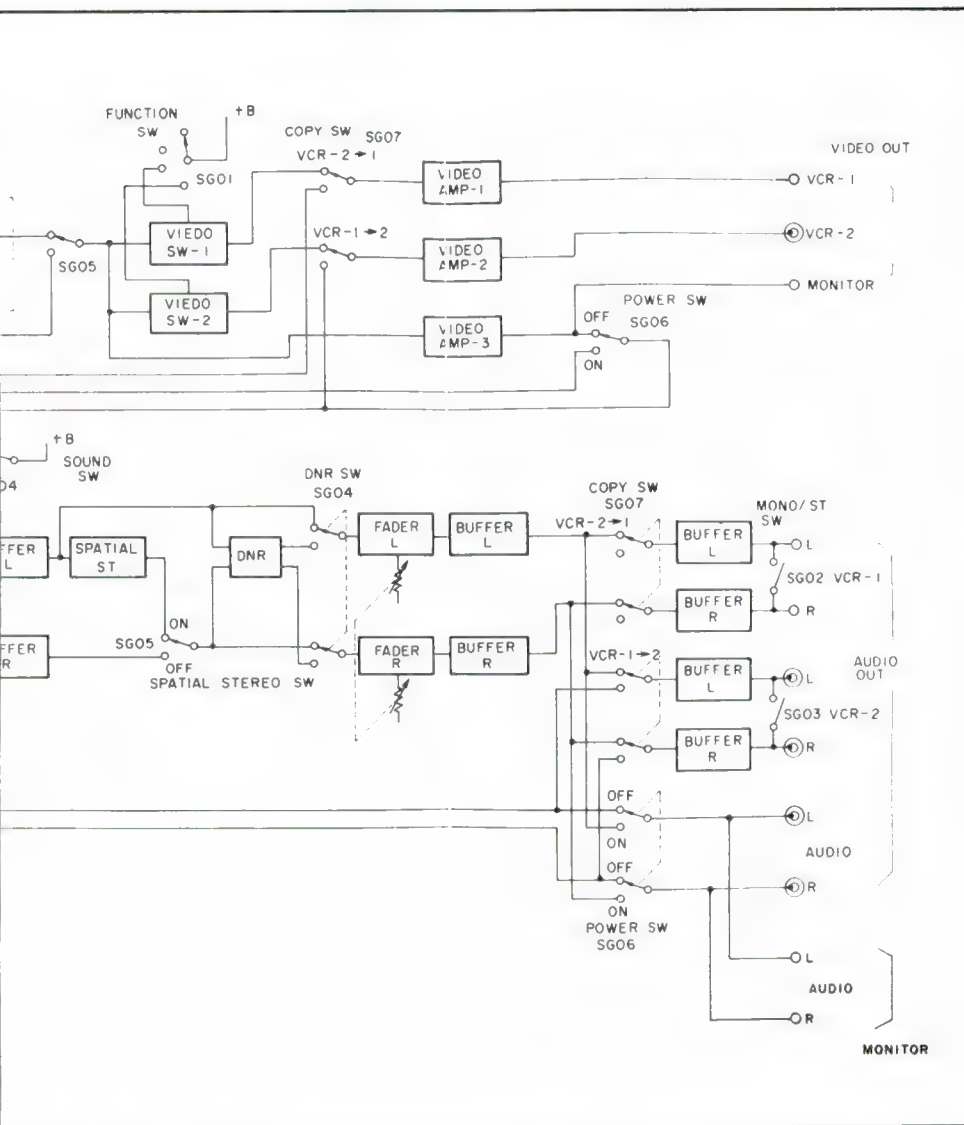 FUNCTION
SW
+B
SG01
COPY SW SG07
VCR-2→1
VIDEO
AMP-1
VIDEO OUT
VCR-1
VIEDO
SW-1
SG05
VCR-1→2
VIDEO
AMP-2
VCR-2
VIEDO
SW-2
MONITOR
POWER SW
SG06
OFF
ON
VIDEO
AMP-3
+B
SOUND
SW
04
DNR SW
SG04
COPY SW
SG07
VCR-2→1
MONO/ST
SW
FFER
L
SPATIAL
ST
DNR
FADER
L
BUFFER
L
BUFFER
L
L
SG02 VCR-1
BUFFER
R
R
FFER
R
SG05
ON
OFF
SPATIAL STEREO SW
FADER
R
BUFFER
R
VCR-1→2
BUFFER
L
L
AUDIO
OUT
SG03 VCR-2
BUFFER
R
R
OFF
ON
L
AUDIO
OFF
ON
R
POWER SW
SG06
L
AUDIO
R
MONITOR